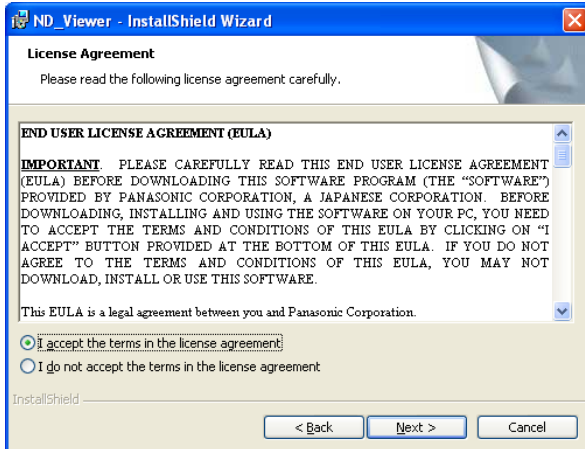 ND_Viewer - InstallShield Wizard
License Agreement
Please read the following license agreement carefully.
END USER LICENSE AGREEMENT (EULA)
IMPORTANT. PLEASE CAREFULLY READ THIS END USER LICENSE AGREEMENT
(EULA) BEFORE DOWNLOADING THIS SOFTWARE PROGRAM (THE “SOFTWARE”)
PROVIDED BY PANASONIC CORPORATION, A JAPANESE CORPORATION. BEFORE
DOWNLOADING, INSTALLING AND USING THE SOFTWARE ON YOUR PC, YOU NEED
TO ACCEPT THE TERMS AND CONDITIONS OF THIS EULA BY CLICKING ON “I
ACCEPT” BUTTON PROVIDED AT THE BOTTOM OF THIS EULA. IF YOU DO NOT
AGREE TO THE TERMS AND CONDITIONS OF THIS EULA, YOU MAY NOT
DOWNLOAD, INSTALL OR USE THIS SOFTWARE.
This EULA is a legal agreement between you and Panasonic Corporation.
I accept the terms in the license agreement
I do not accept the terms in the license agreement
InstallShield
< Back Next > Cancel